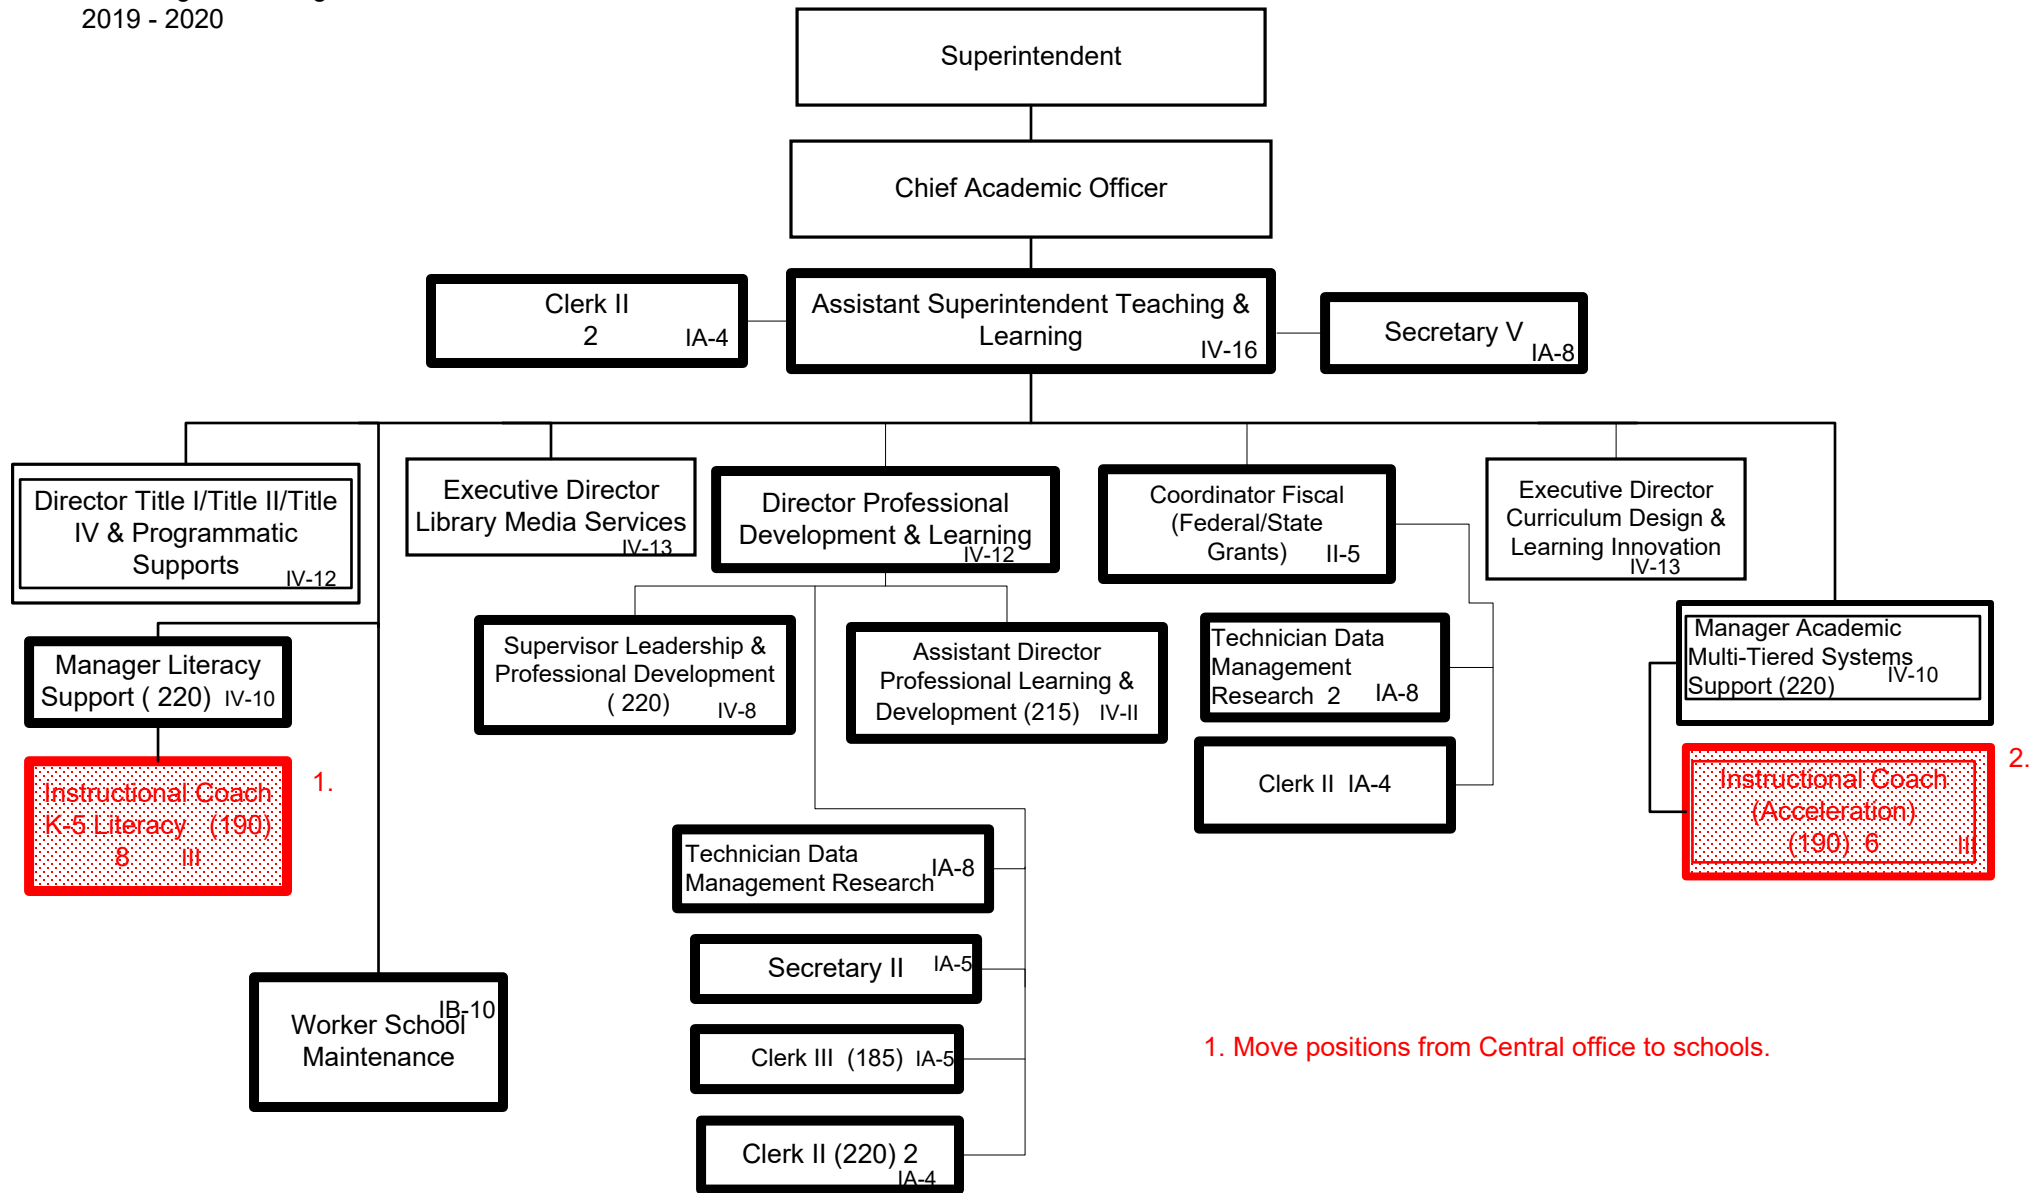 2019 - 2020
Superintendent
Chief Academic Officer
Clerk II
2 IA-4
Assistant Superintendent Teaching &
Learning
IV-16
Secretary V
IA-8
Director Title I/Title II/Title
IV & Programmatic
Supports
IV-12
Executive Director
Library Media Services
IV-13
Director Professional
Development & Learning
IV-12
Coordinator Fiscal
(Federal/State
Grants) II-5
Executive Director
Curriculum Design &
Learning Innovation
IV-13
Manager Literacy
Support ( 220) IV-10
Supervisor Leadership &
Professional Development
( 220) IV-8
Assistant Director
Professional Learning &
Development (215) IV-II
Technician Data
Management
Research 2 IA-8
Manager Academic
Multi-Tiered Systems
Support (220) IV-10
Instructional Coach
K-5 Literacy (190)
8 III
1.
Clerk II IA-4
Instructional Coach
(Acceleration)
(190) 6 III
2.
Technician Data
Management Research IA-8
Secretary II IA-5
Worker School
Maintenance
IB-10
Clerk III (185) IA-5
Clerk II (220) 2
IA-4
1. Move positions from Central office to schools.